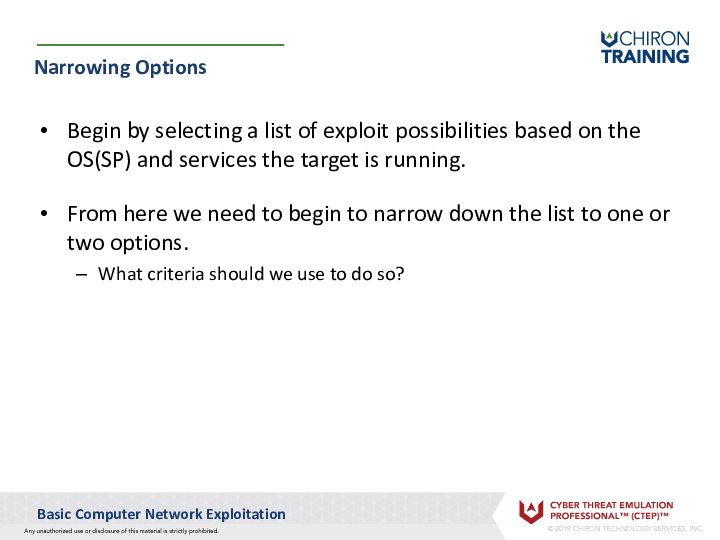 CHIRON
TRAINING
Narrowing Options
• Begin by selecting a list of exploit possibilities based on the
OS(SP) and services the target is running.
• From here we need to begin to narrow down the list to one or
two options.
– What criteria should we use to do so?
Basic Computer Network Exploitation
Any unauthorized use or disclosure of this material is strictly prohibited.
CYBER THREAT EMULATION
PROFESSIONAL™ (CTEP)™
© 2019 CHIRON TECHNOLOGY SERVICES, INC.